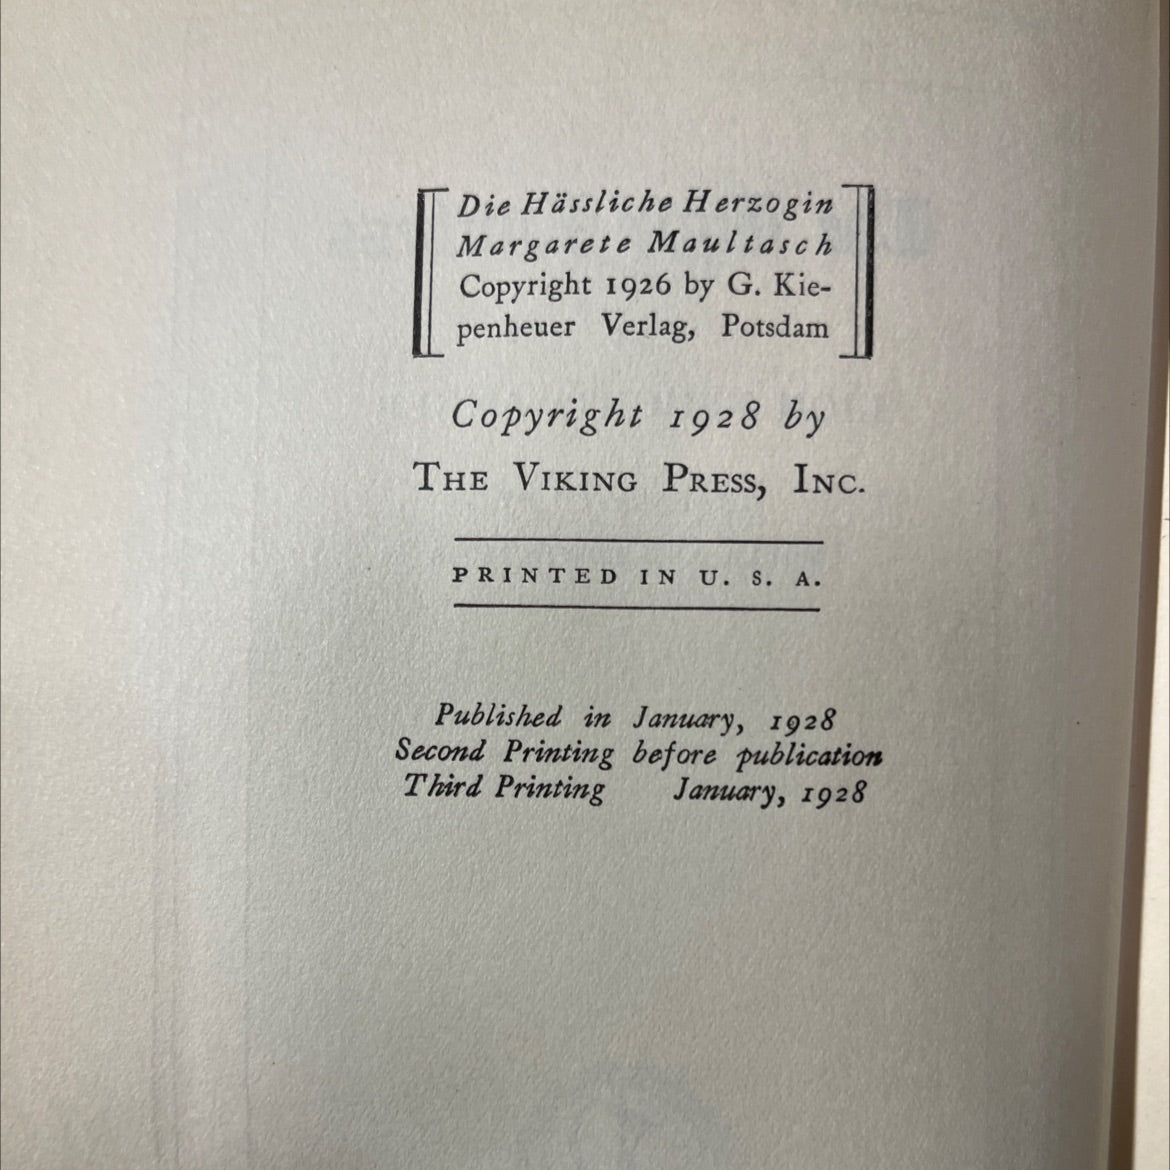 Die Hässliche Herzogin
Margarete Maultasch
Copyright 1926 by G. Kie-
penheuer Verlag, Potsdam
Copyright 1928 by
THE VIKING PRESS, INC.
PRINTED IN U. S. A.
Published in January, 1928
Second Printing before publication
Third Printing January, 1928